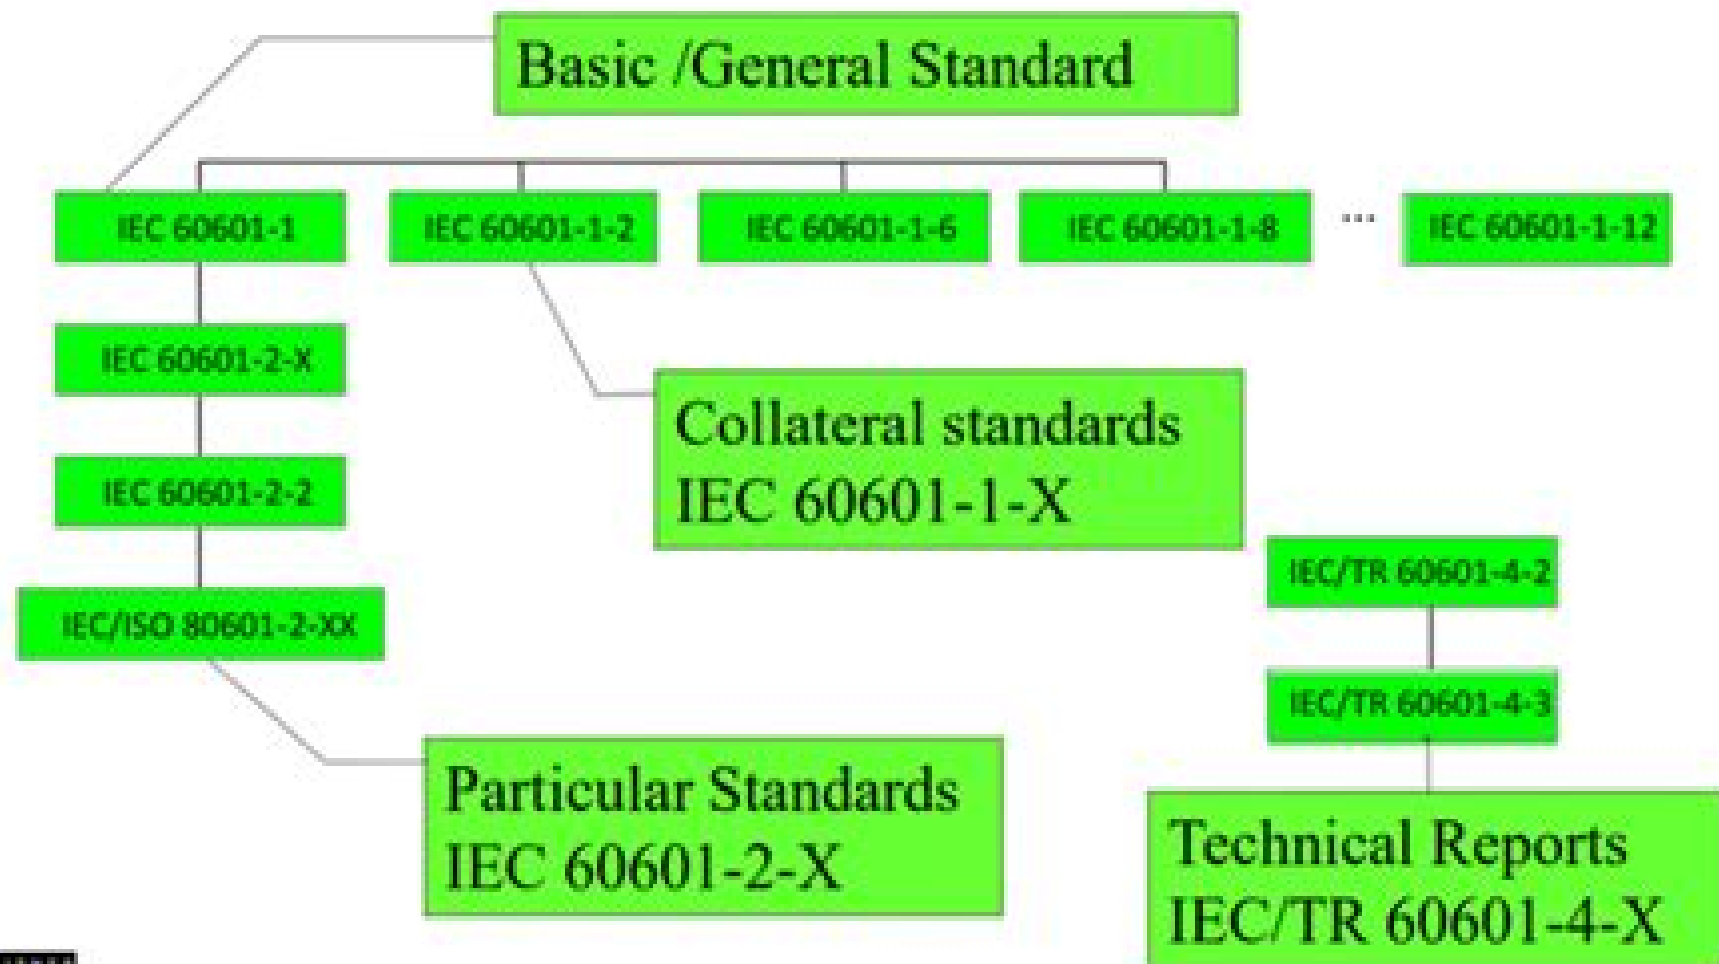 Basic /General Standard
IEC 60601-1
IEC 60601-1-2
IEC 60601-1-6
IEC 60601-1-8
...
IEC 60601-1-12
IEC 60601-2-X
IEC 60601-2-2
IEC/ISO 80601-2-XX
Collateral standards
IEC 60601-1-X
IEC/TR 60601-4-2
IEC/TR 60601-4-3
Particular Standards
IEC 60601-2-X
Technical Reports
IEC/TR 60601-4-X